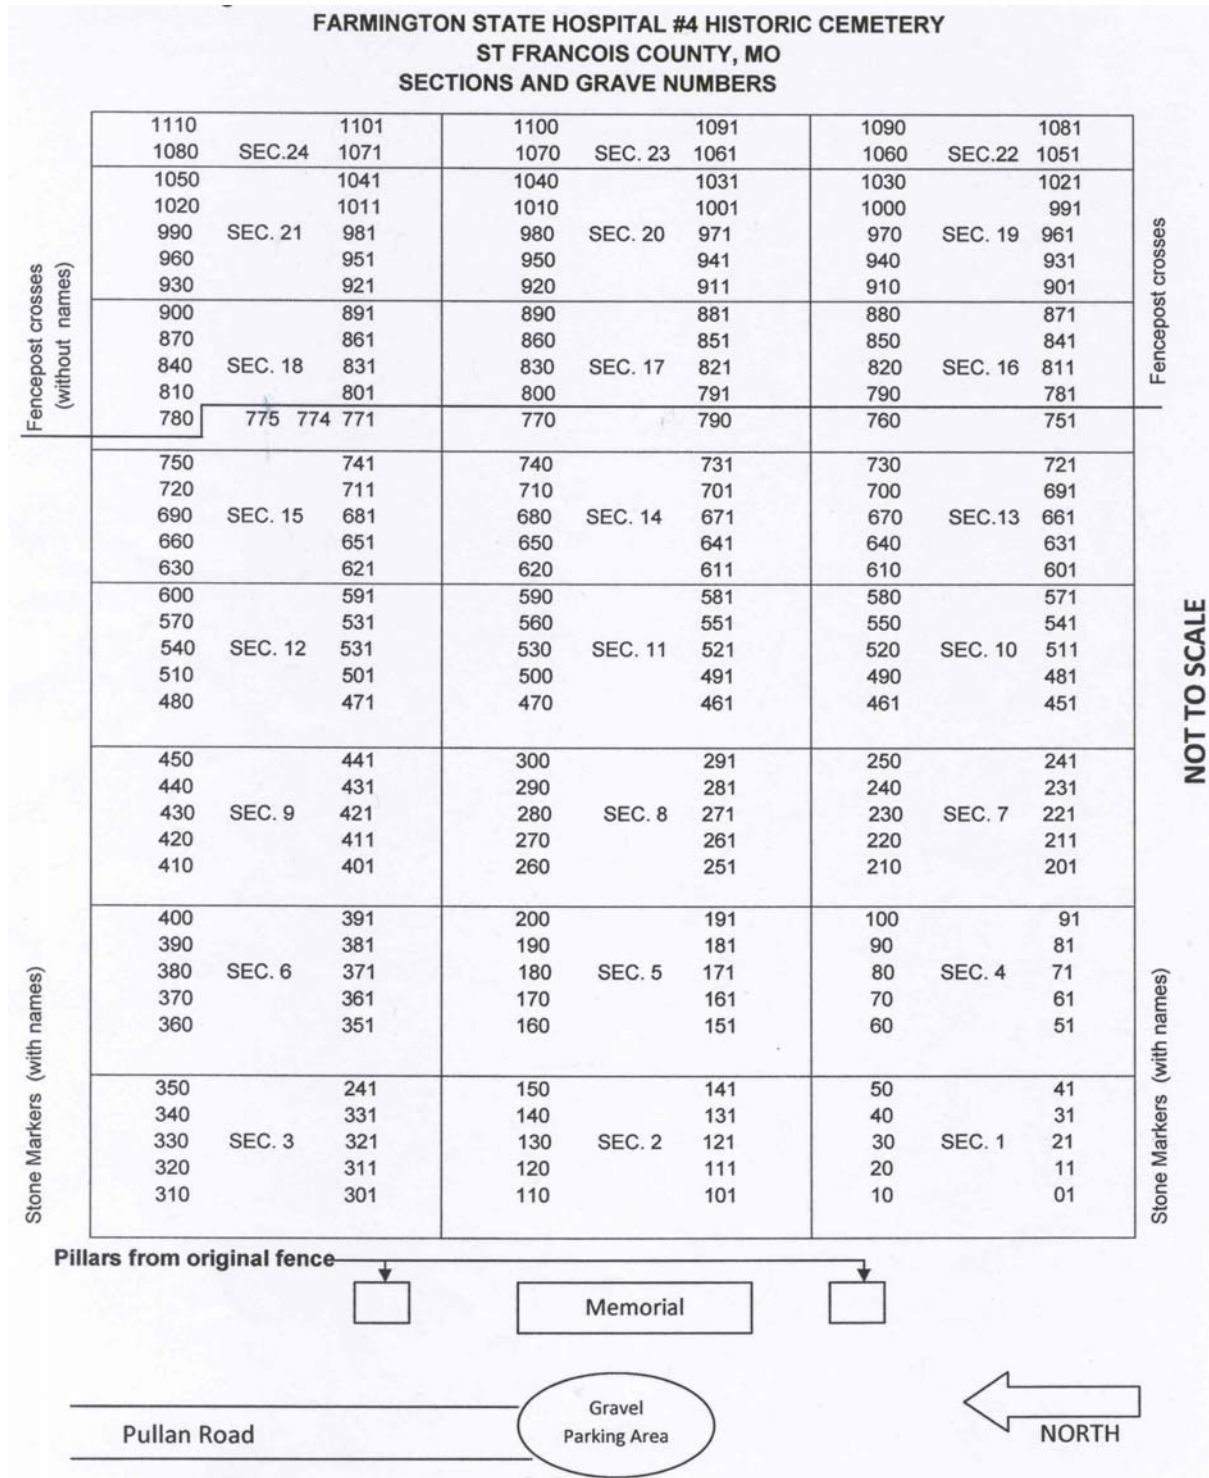 FARMINGTON STATE HOSPITAL #4 HISTORIC CEMETERY
ST FRANCOIS COUNTY, MO
SECTIONS AND GRAVE NUMBERS
1110 1101 1100 1091 1090 1081
1080 SEC.24 1071 1070 SEC. 23 1061 1060 SEC.22 1051
1050 1041 1040 1031 1030 1021
1020 1011 1010 1001 1000 991
990 SEC. 21 981 980 SEC. 20 971 970 SEC. 19 961
960 951 950 941 940 931
930 921 920 911 910 901
900 891 890 881 880 871
870 861 860 851 850 841
840 SEC. 18 831 830 SEC. 17 821 820 SEC. 16 811
810 801 800 791 790 781
780 775 774 771 770 790 760 751
750 741 740 731 730 721
720 711 710 701 700 691
690 SEC. 15 681 680 SEC. 14 671 670 SEC.13 661
660 651 650 641 640 631
630 621 620 611 610 601
600 591 590 581 580 571
570 531 560 551 550 541
540 SEC. 12 531 530 SEC. 11 521 520 SEC. 10 511
510 501 500 491 490 481
480 471 470 461 461 451
450 441 300 291 250 241
440 431 290 281 240 231
430 SEC. 9 421 280 SEC. 8 271 230 SEC. 7 221
420 411 270 261 220 211
410 401 260 251 210 201
400 391 200 191 100 91
390 381 190 181 90 81
380 SEC. 6 371 180 SEC. 5 171 80 SEC. 4 71
370 361 170 161 70 61
360 351 160 151 60 51
350 241 150 141 50 41
340 331 140 131 40 31
330 SEC. 3 321 130 SEC. 2 121 30 SEC. 1 21
320 311 120 111 20 11
310 301 110 101 10 01
Fencepost crosses
(without names)
Stone Markers (with names)
Fencepost crosses
NOT TO SCALE
Stone Markers (with names)
Pillars from original fence
Memorial
Gravel
Parking Area
Pullan Road
NORTH